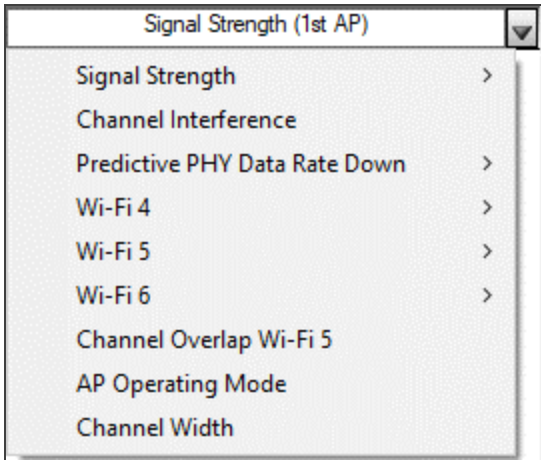 Signal Strength (1st AP)
Signal Strength
Channel Interference
Predictive PHY Data Rate Down
Wi-Fi 4
Wi-Fi 5
Wi-Fi 6
Channel Overlap Wi-Fi 5
AP Operating Mode
Channel Width